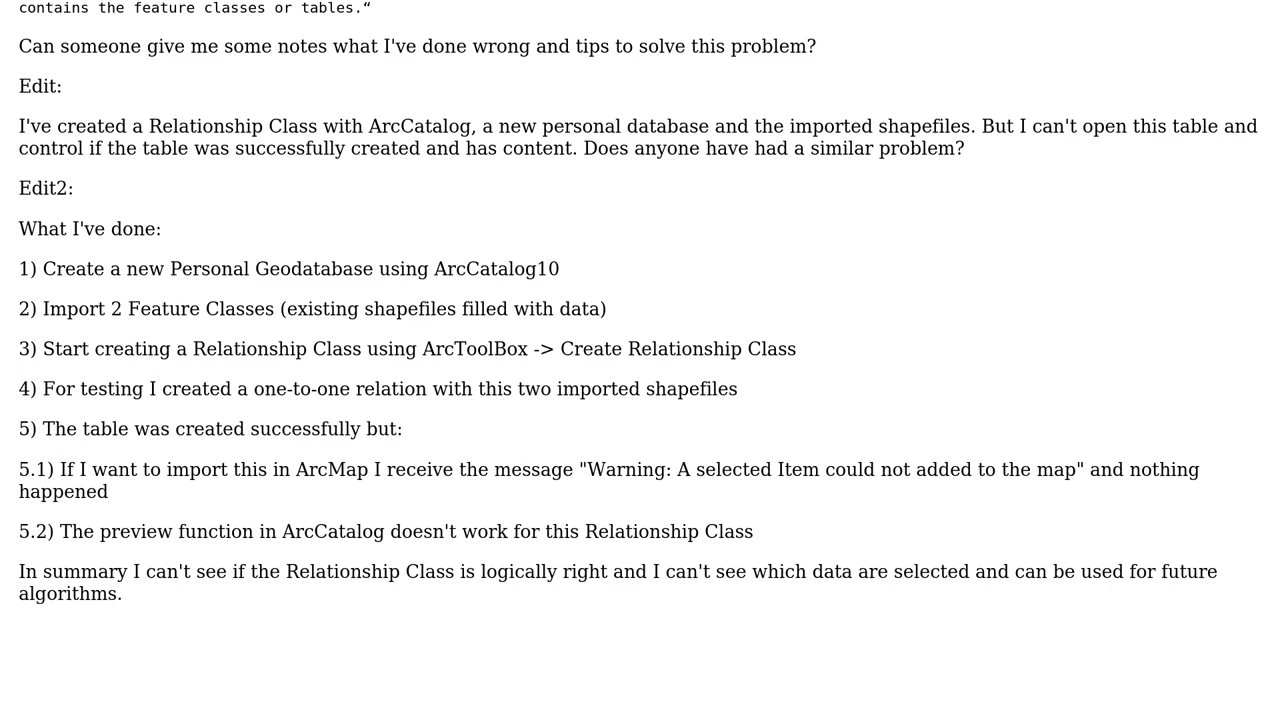 contains the feature classes or tables.“
Can someone give me some notes what I've done wrong and tips to solve this problem?
Edit:
I've created a Relationship Class with ArcCatalog, a new personal database and the imported shapefiles. But I can't open this table and
control if the table was successfully created and has content. Does anyone have had a similar problem?
Edit2:
What I've done:
1) Create a new Personal Geodatabase using ArcCatalog10
2) Import 2 Feature Classes (existing shapefiles filled with data)
3) Start creating a Relationship Class using ArcToolBox -> Create Relationship Class
4) For testing I created a one-to-one relation with this two imported shapefiles
5) The table was created successfully but:
5.1) If I want to import this in ArcMap I receive the message "Warning: A selected Item could not added to the map" and nothing
happened
5.2) The preview function in ArcCatalog doesn't work for this Relationship Class
In summary I can't see if the Relationship Class is logically right and I can't see which data are selected and can be used for future
algorithms.